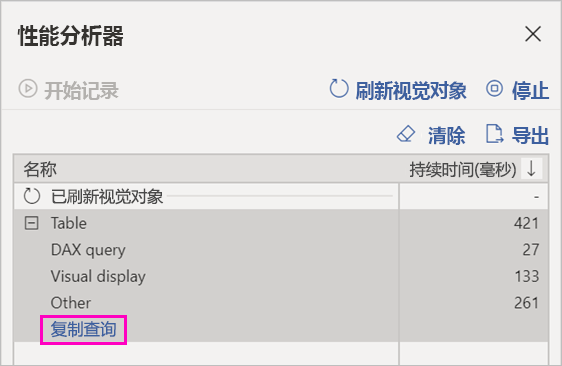 性能分析器
开始记录 刷新视觉对象 停止
清除 导出
名称 持续时间(毫秒) ↓
已刷新视觉对象 -
Table 421
DAX query 27
Visual display 133
Other 261
复制查询